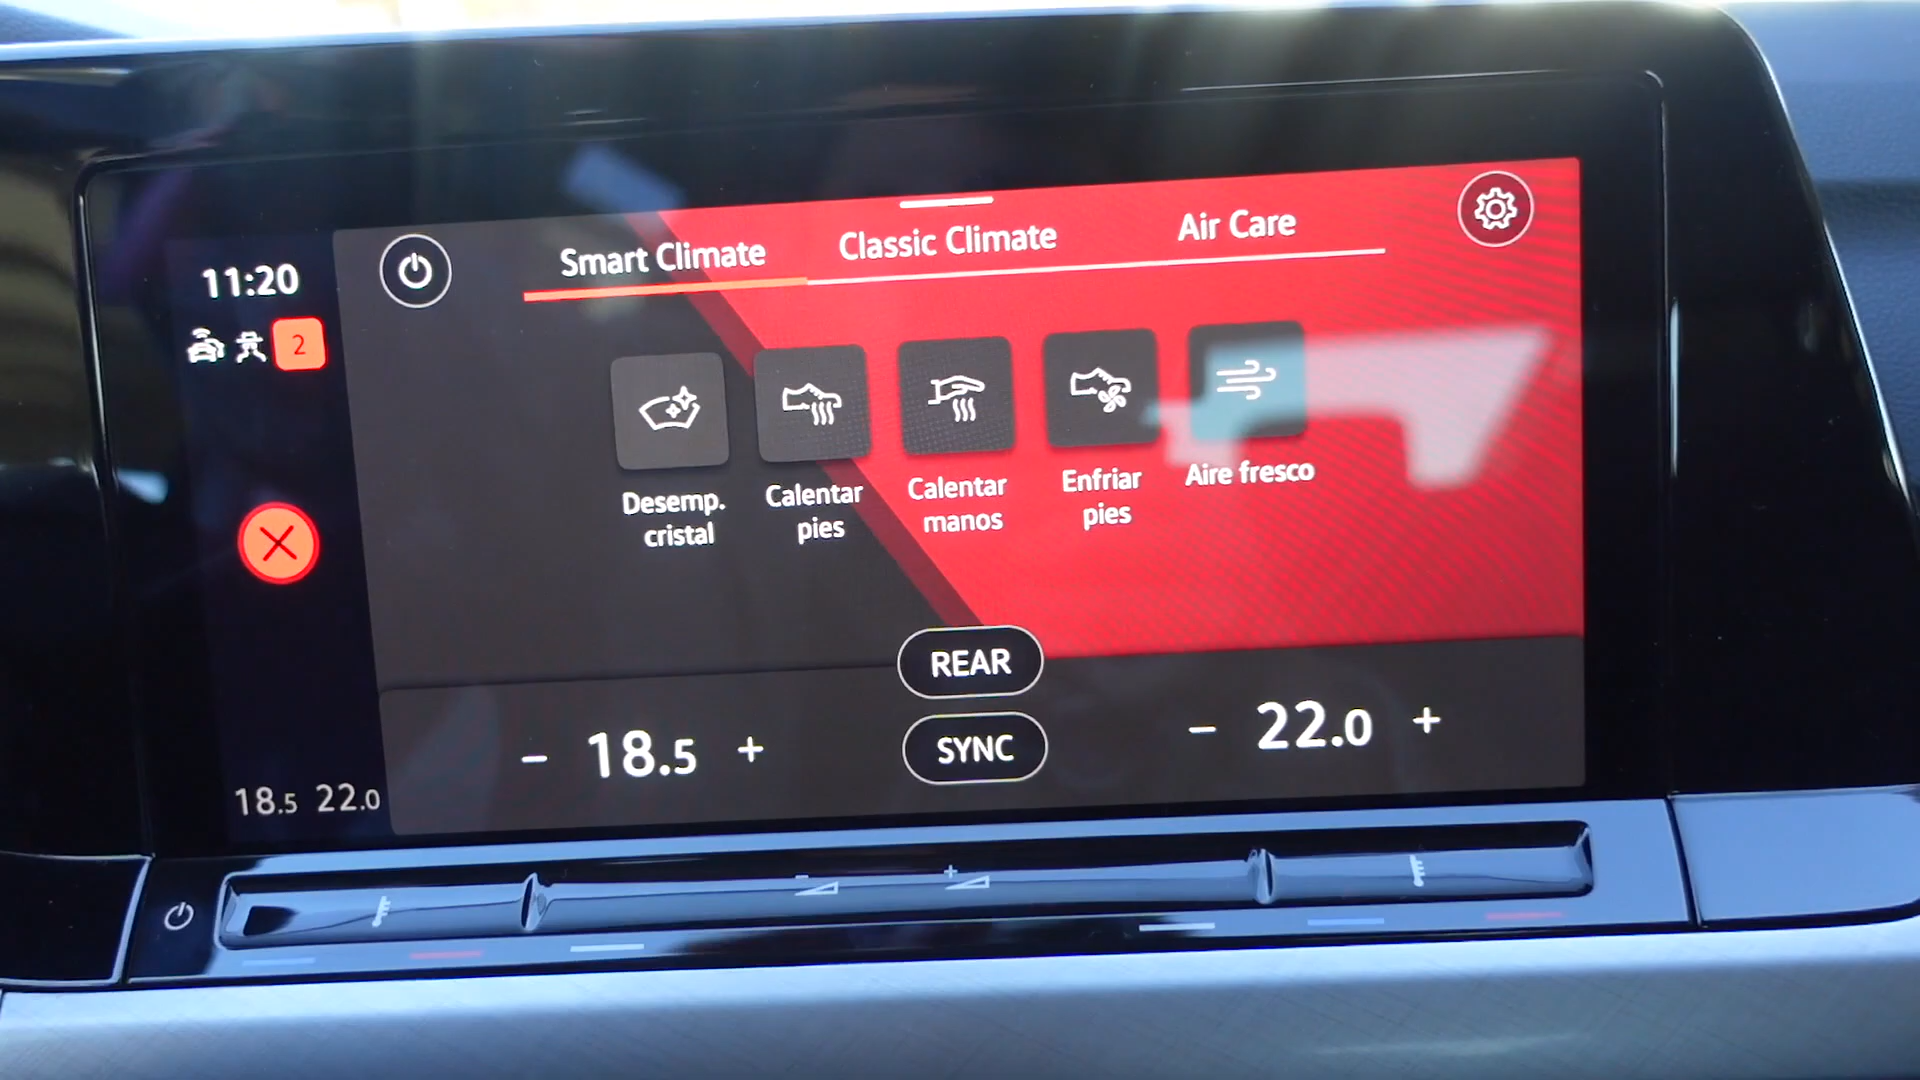 11:20
2
Smart Climate
Classic Climate
Air Care
Desemp.
cristal
Calentar
pies
Calentar
manos
Enfriar
pies
Aire fresco
REAR
- 18.5 +
SYNC
- 22.0 +
18.5 22.0
- +